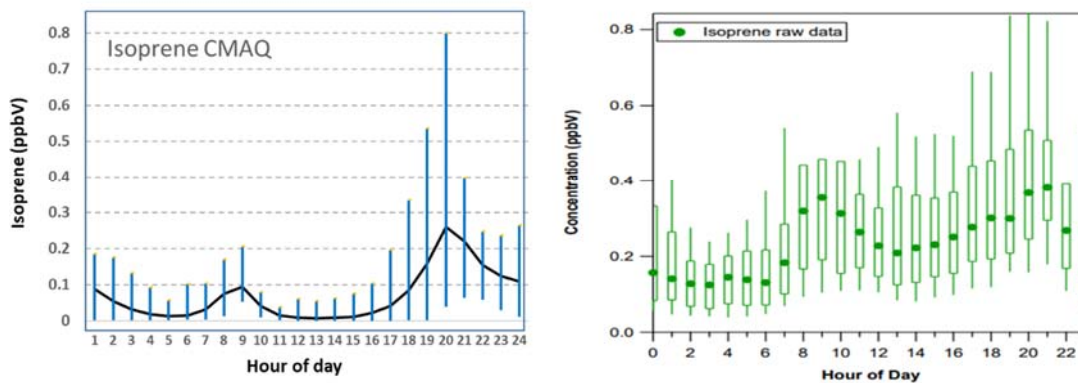 Isoprene CMAQ
Isoprene (ppbV)
0.8
0.7
0.6
0.5
0.4
0.3
0.2
0.1
0
1 2 3 4 5 6 7 8 9 10 11 12 13 14 15 16 17 18 19 20 21 22 23 24
Hour of day
Isoprene raw data
Concentration (ppbV)
0.8
0.6
0.4
0.2
0.0
0 2 4 6 8 10 12 14 16 18 20 22
Hour of Day